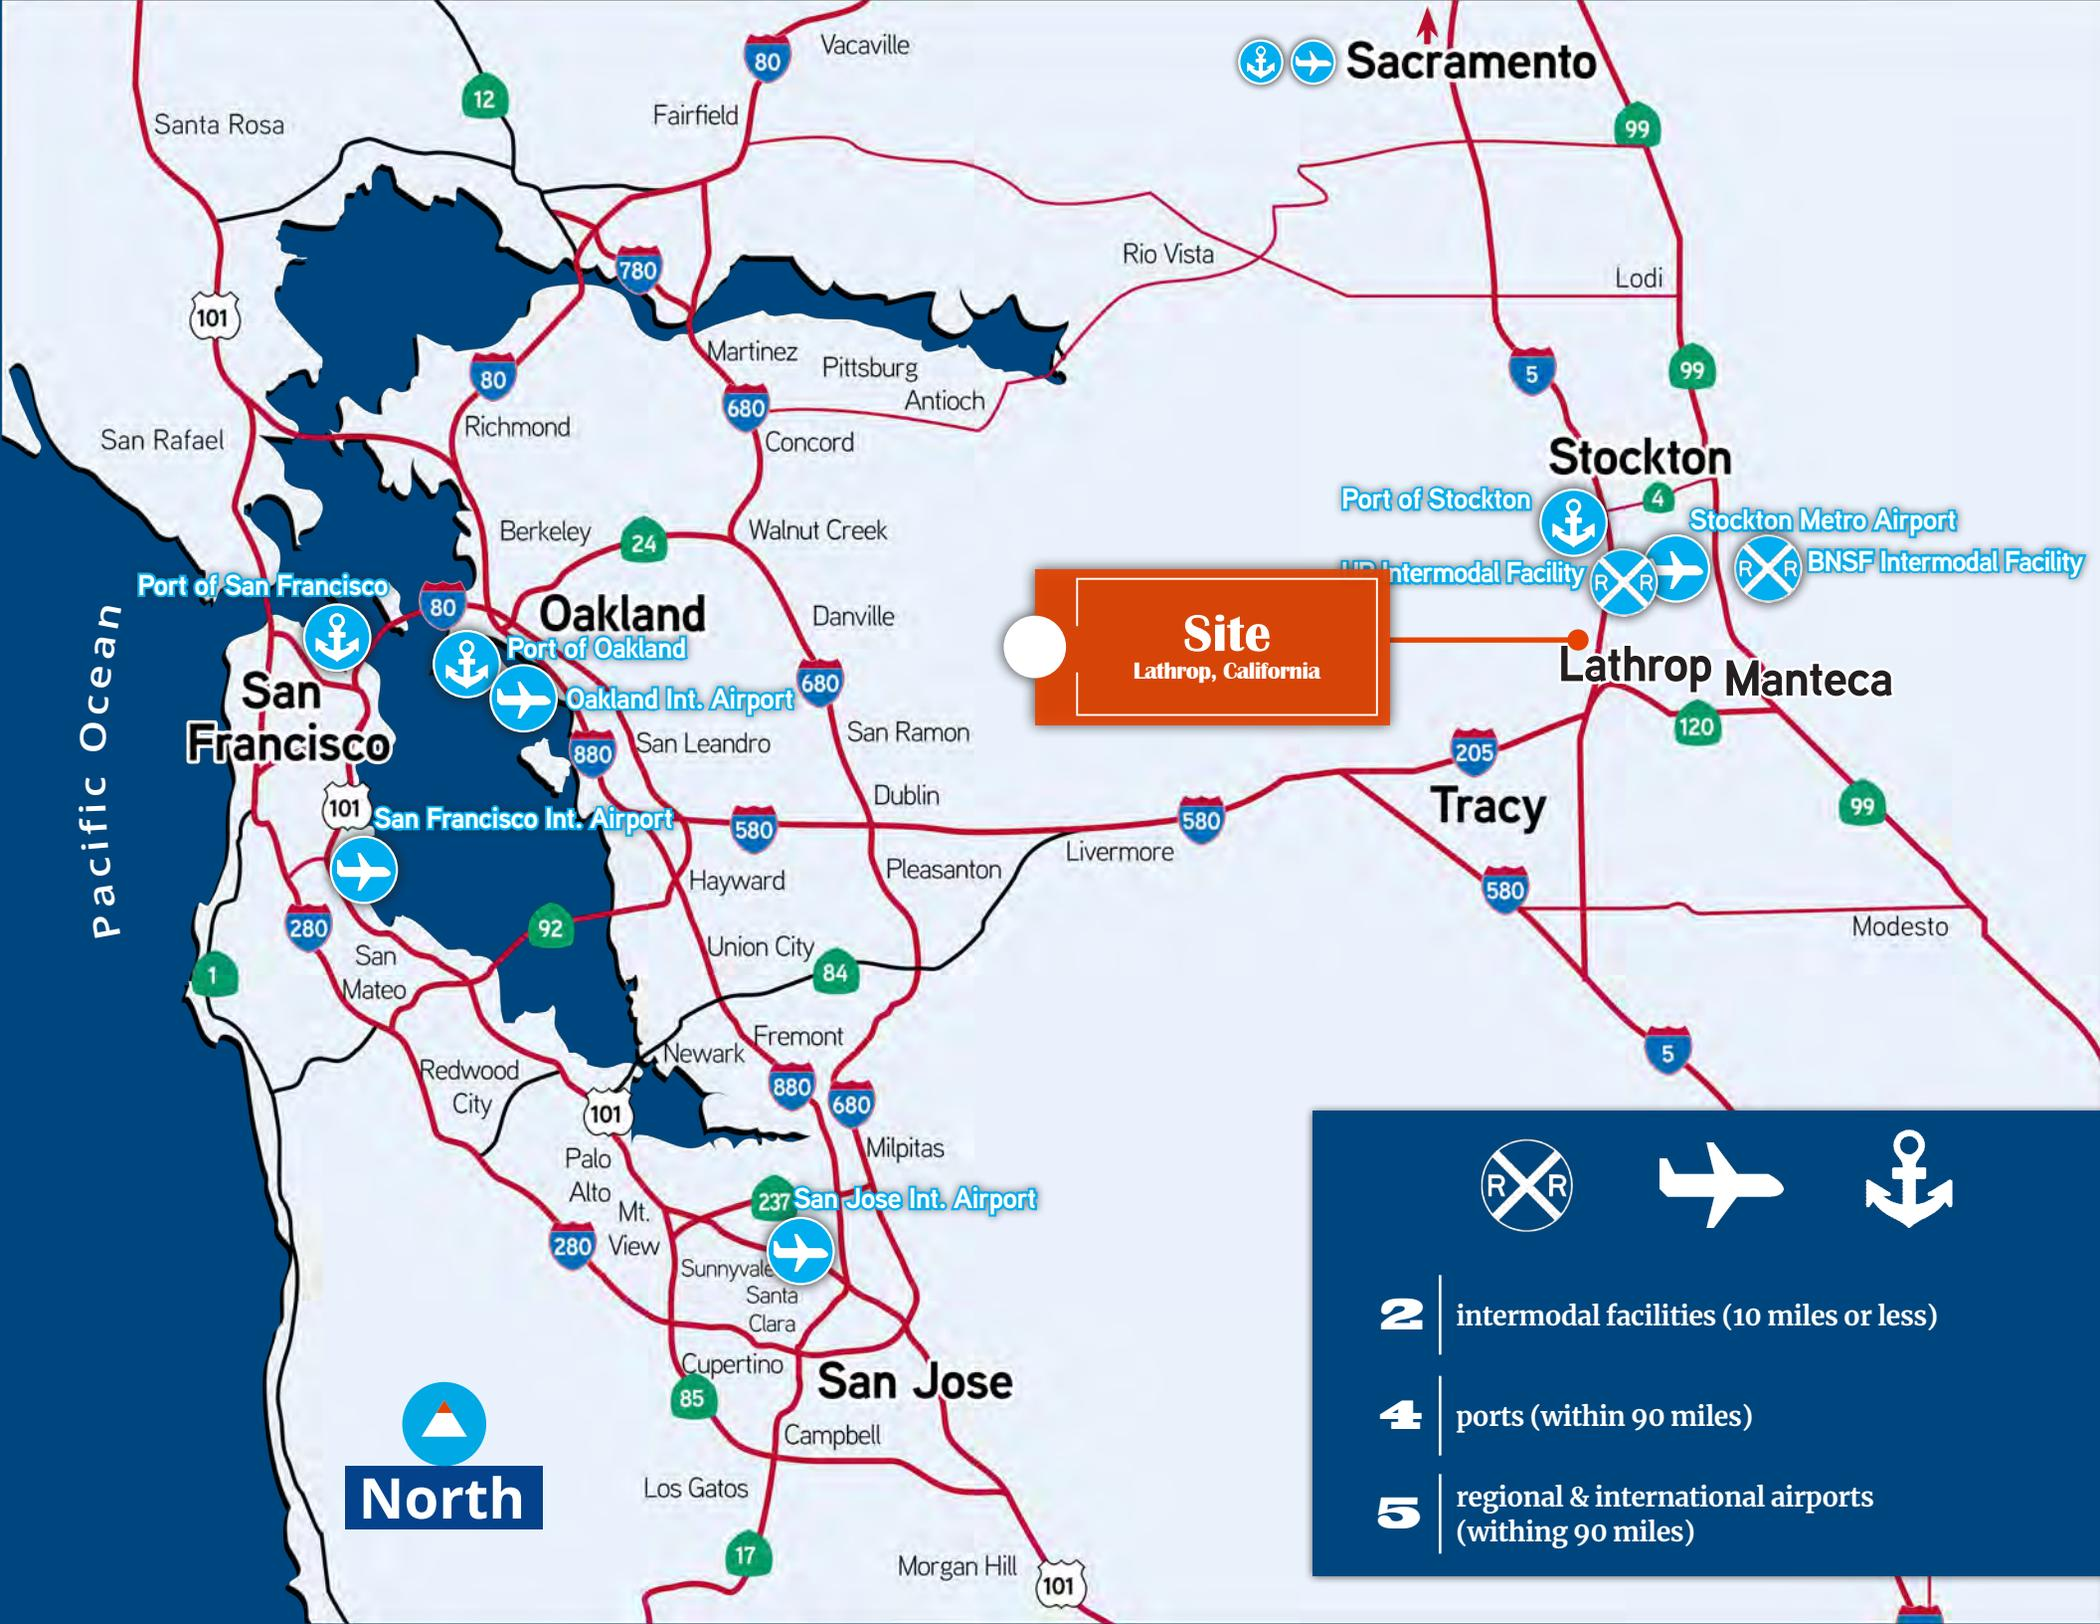 Vacaville
80
Sacramento
12
Fairfield
99
Santa Rosa
Rio Vista
780
Lodi
101
Martinez
Pittsburg
5
99
80
680
Antioch
Richmond
Concord
San Rafael
Stockton
Port of Stockton
4
Berkeley
24
Walnut Creek
Stockton Metro Airport
BNSF Intermodal Facility
R R
Intermodal Facility
R R
Port of San Francisco
80
Oakland
Danville
Port of Oakland
Site
Lathrop, California
Lathrop
Manteca
Pacific Ocean
San
Francisco
680
Oakland Int. Airport
120
San Ramon
880
San Leandro
205
101
San Francisco Int. Airport
Dublin
580
580
Tracy
99
Livermore
Pleasanton
Hayward
580
280
92
Modesto
San
Mateo
Union City
84
1
Fremont
Newark
5
Redwood
City
880
680
101
Milpitas
Palo
Alto
237
San Jose Int. Airport
Mt.
View
280
Sunnyvale
Santa
Clara
Cupertino
San Jose
85
Campbell
Los Gatos
17
Morgan Hill
101
North
R R
2
intermodal facilities (10 miles or less)
4
ports (within 90 miles)
5
regional & international airports
(withing 90 miles)